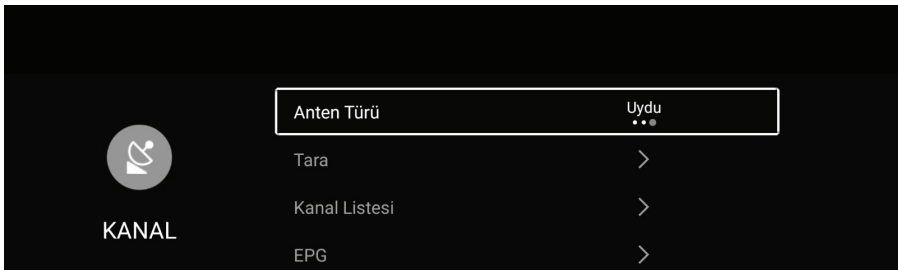 Anten Türü Uydu
Tara
Kanal Listesi
KANAL
EPG